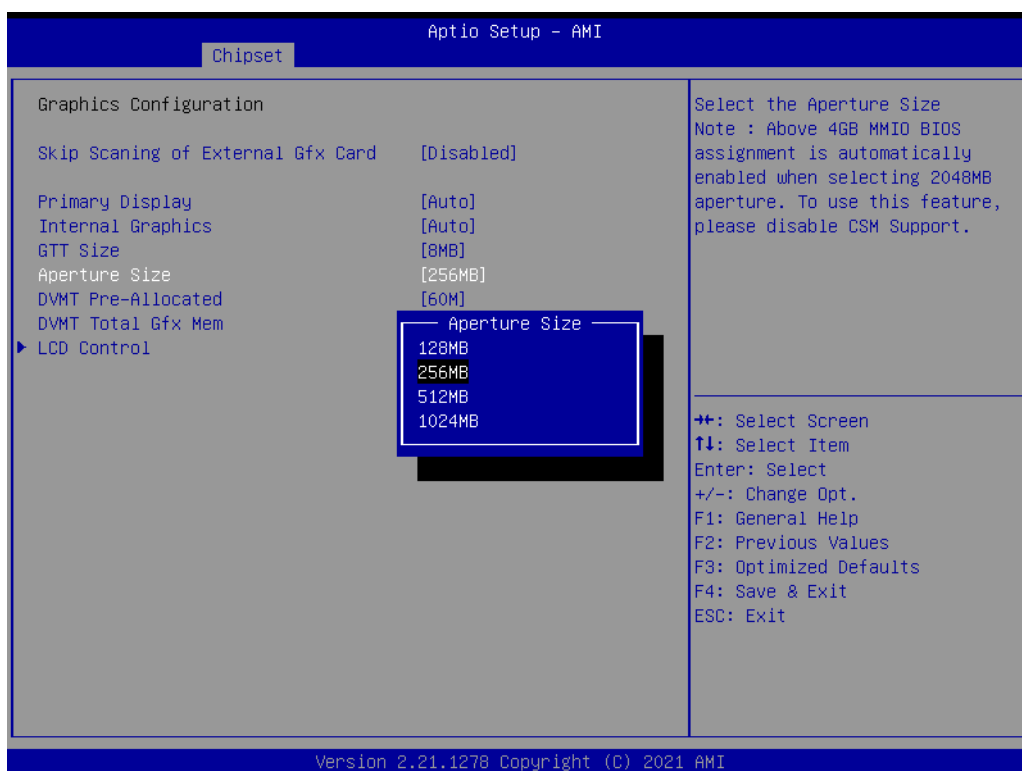 Aptio Setup – AMI
Chipset
Graphics Configuration
Skip Scaning of External Gfx Card [Disabled]
Primary Display [Auto]
Internal Graphics [Auto]
GTT Size [8MB]
Aperture Size [256MB]
DVMT Pre-Allocated [60M]
DVMT Total Gfx Mem
LCD Control
Aperture Size
128MB
256MB
512MB
1024MB
Select the Aperture Size
Note : Above 4GB MMIO BIOS
assignment is automatically
enabled when selecting 2048MB
aperture. To use this feature,
please disable CSM Support.
→←: Select Screen
↑↓: Select Item
Enter: Select
+/-: Change Opt.
F1: General Help
F2: Previous Values
F3: Optimized Defaults
F4: Save & Exit
ESC: Exit
Version 2.21.1278 Copyright (C) 2021 AMI